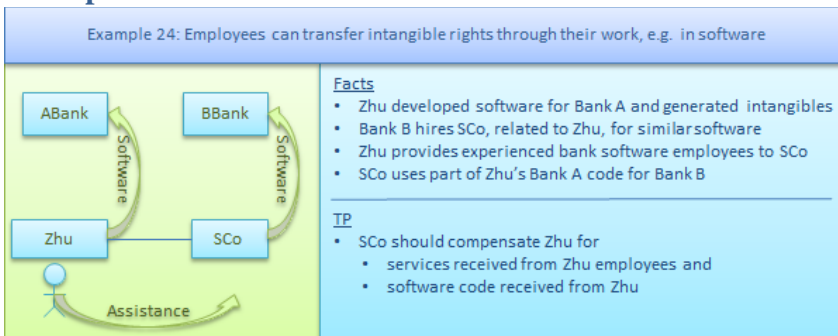 Example 24: Employees can transfer intangible rights through their work, e.g. in software
ABank
BBank
Software
Software
Zhu
SCo
Assistance
Facts
• Zhu developed software for Bank A and generated intangibles
• Bank B hires SCo, related to Zhu, for similar software
• Zhu provides experienced bank software employees to SCo
• SCo uses part of Zhu's Bank A code for Bank B
TP
• SCo should compensate Zhu for
• services received from Zhu employees and
• software code received from Zhu